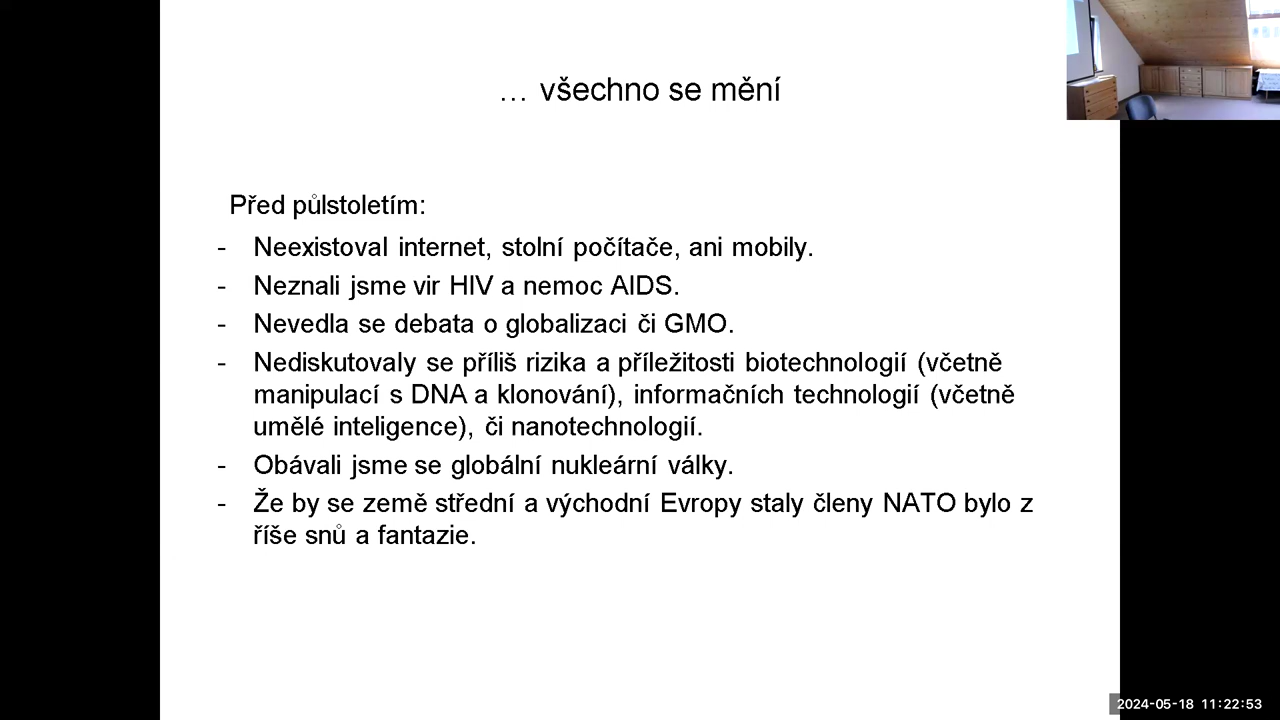 … všechno se mění
Před půlstoletím:
- Neexistoval internet, stolní počítače, ani mobily.
- Neznali jsme vir HIV a nemoc AIDS.
- Nevedla se debata o globalizaci či GMO.
- Nediskutovaly se příliš rizika a příležitosti biotechnologií (včetně
manipulací s DNA a klonování), informačních technologií (včetně
umělé inteligence), či nanotechnologií.
- Obávali jsme se globální nukleární války.
- Že by se země střední a východní Evropy staly členy NATO bylo z
říše snů a fantazie.
2024-05-18 11:22:53